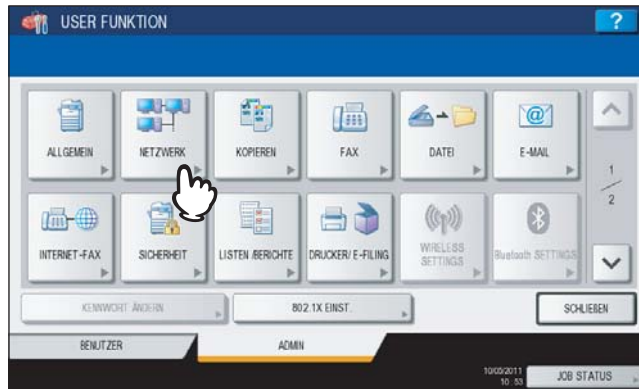 USER FUNKTION
?
ALLGEMEIN
NETZWERK
KOPIEREN
FAX
DATEI
E-MAIL
1
2
INTERNET-FAX
SICHERHEIT
LISTEN /BERICHTE
DRUCKER/ E-FILING
WIRELESS
SETTINGS
Bluetooth SETTINGS
KENNWORT ÄNDERN
802.1X EINST.
SCHLIEßEN
BENUTZER
ADMIN
10/03/2011
10 53
JOB STATUS